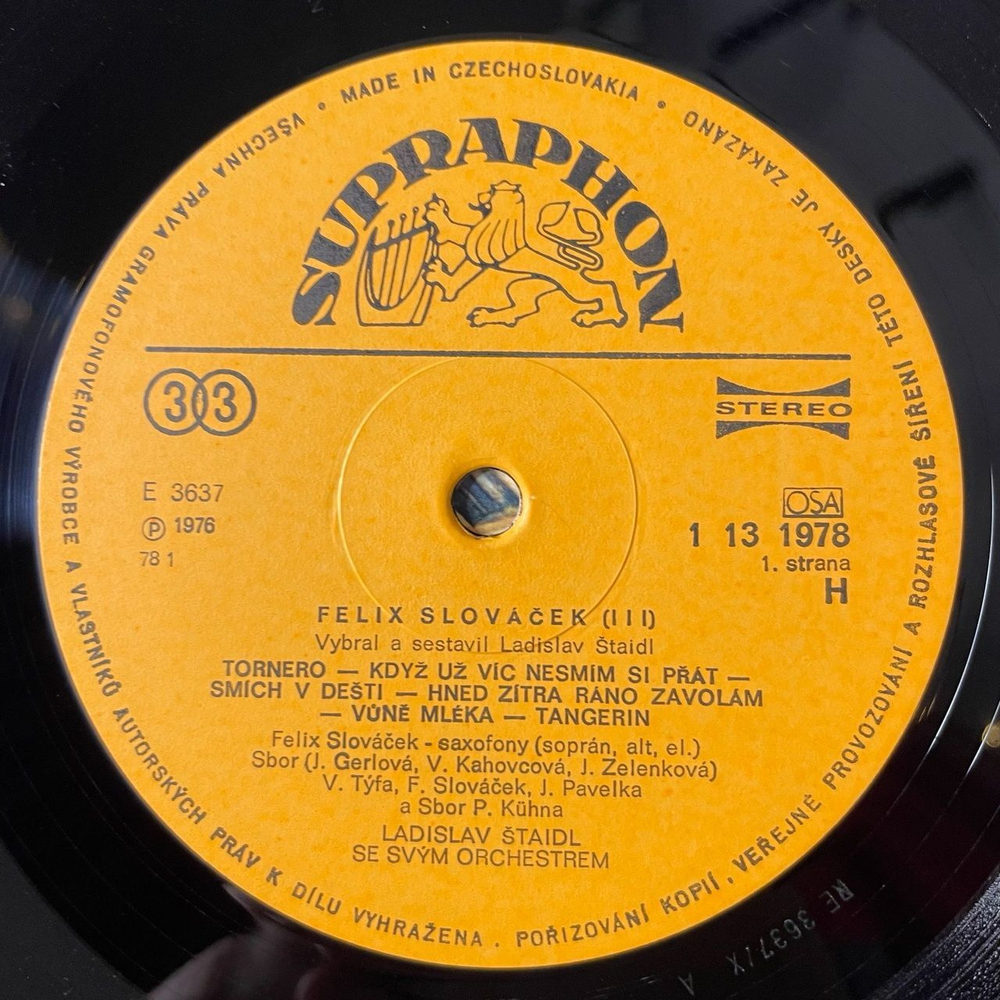 VŠECHNA PRÁVA GRAMOFONOVÉHO VÝROBCE A VLASTNÍKŮ AUTORSKÝCH PRÁV K DÍLU VYHRAŽENA . POŘIZOVÁNÍ KOPIÍ , VEŘEJNÉ PROVOZOVÁNÍ A ROZHLASOVÉ ŠÍŘENÍ TÉTO DESKY JE ZAKÁZÁNO
• MADE IN CZECHOSLOVAKIA •
SUPRAPHON
33
STEREO
E 3637
Ⓟ 1976
78 1
OSA
1 13 1978
1. strana
H
FELIX SLOVÁČEK (III)
Vybral a sestavil Ladislav Štaidl
TORNERO — KDYŽ UŽ VÍC NESMÍM SI PŘÁT —
SMÍCH V DEŠTI — HNED ZÍTRA RÁNO ZAVOLÁM
— VŮNĚ MLÉKA — TANGERIN
Felix Slováček - saxofony (soprán, alt, el.)
Sbor (J. Gerlová, V. Kahovcová, J. Zelenková)
V. Týfa, F. Slováček, J. Pavelka
a Sbor P. Kühna
LADISLAV ŠTAIDL
SE SVÝM ORCHESTREM
RE 3637/X A